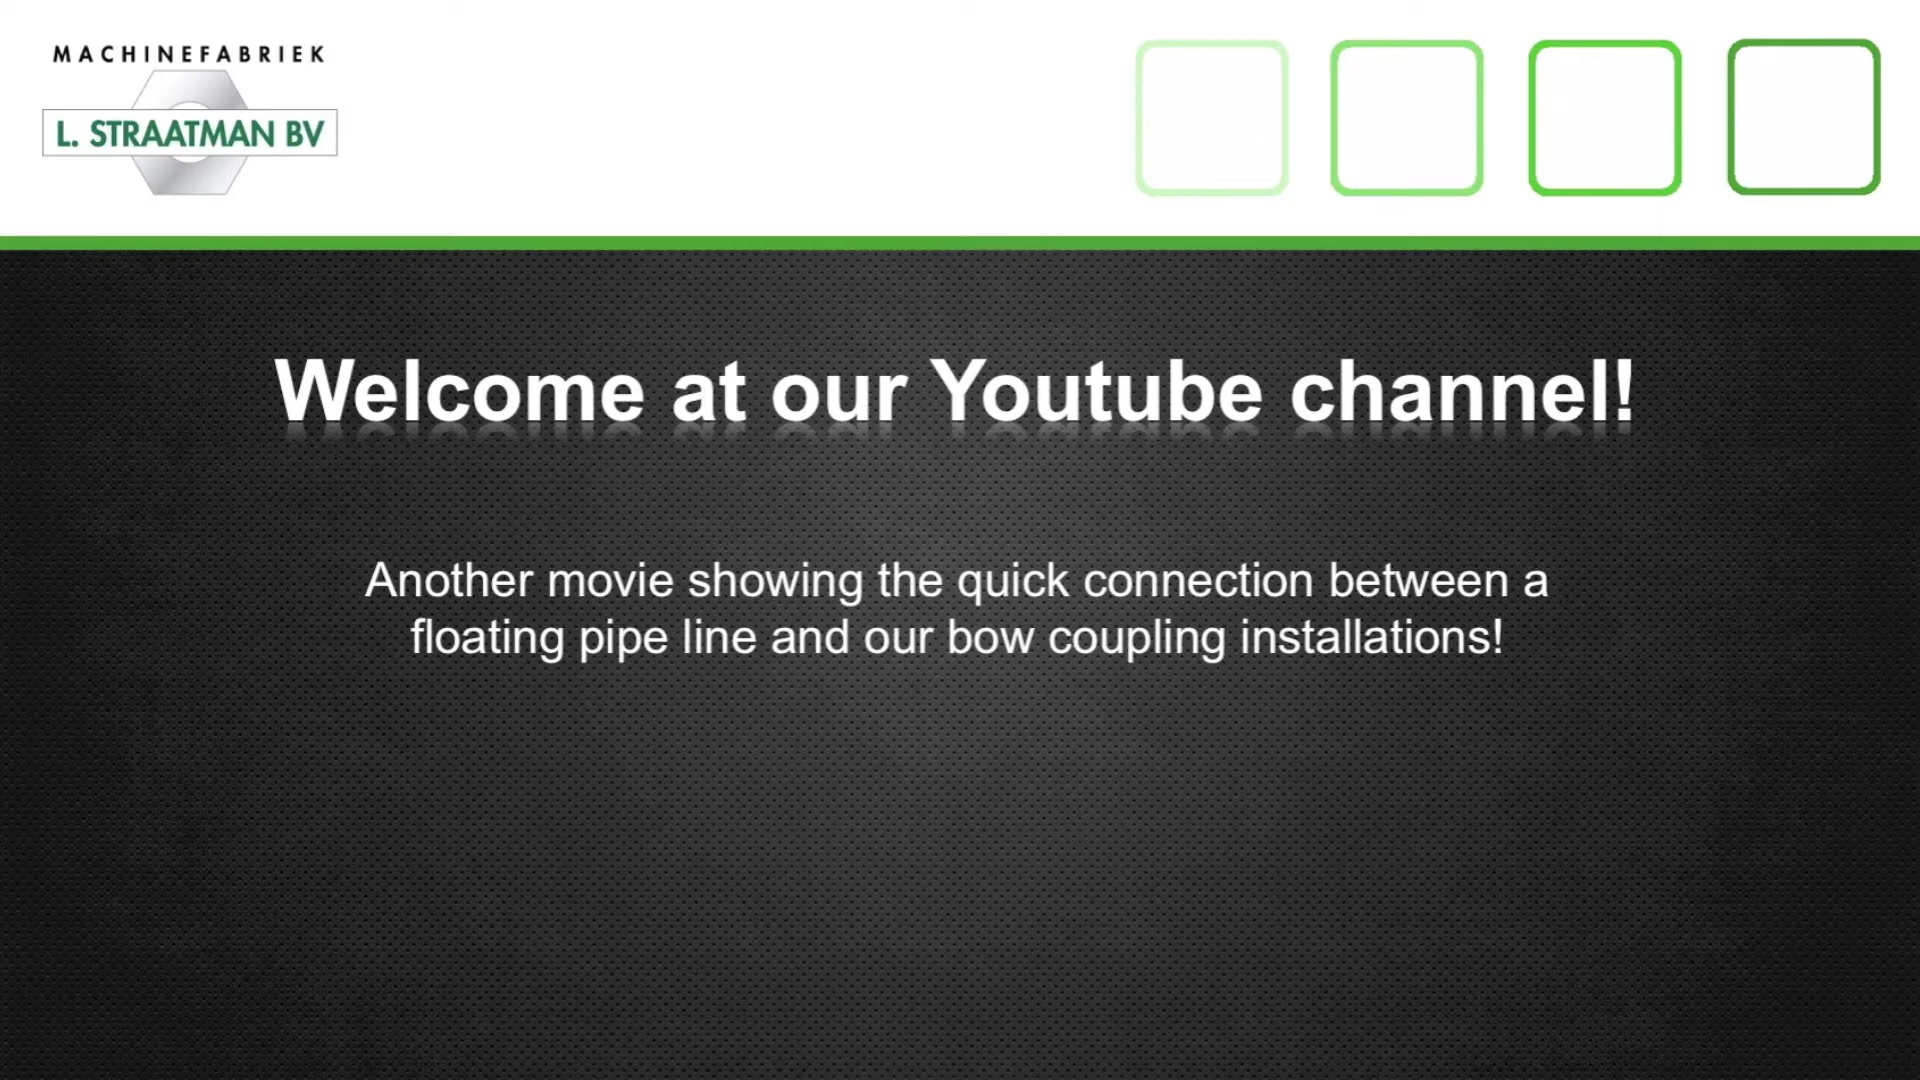 MACHINEFABRIEK
L. STRAATMAN BV
Welcome at our Youtube channel!
Another movie showing the quick connection between a
floating pipe line and our bow coupling installations!